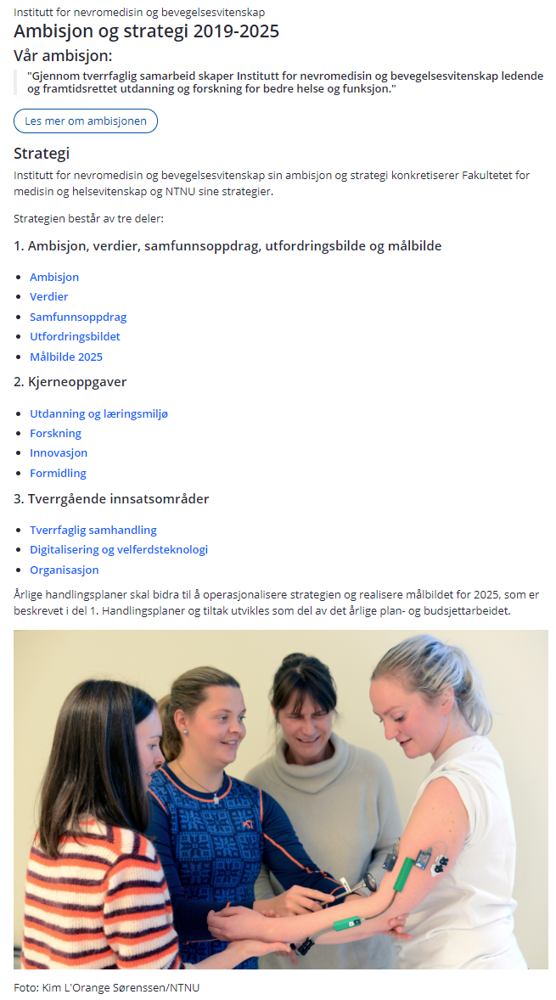 Institutt for nevromedisin og bevegelsesvitenskap
Ambisjon og strategi 2019-2025
Vår ambisjon:
"Gjennom tverrfaglig samarbeid skaper Institutt for nevromedisin og bevegelsesvitenskap ledende
og framtidsrettet utdanning og forskning for bedre helse og funksjon."
Les mer om ambisjonen
Strategi
Institutt for nevromedisin og bevegelsesvitenskap sin ambisjon og strategi konkretiserer Fakultetet for
medisin og helsevitenskap og NTNU sine strategier.
Strategien består av tre deler:
1. Ambisjon, verdier, samfunnsoppdrag, utfordringsbilde og målbilde
Ambisjon
Verdier
Samfunnsoppdrag
Utfordringsbildet
Målbilde 2025
2. Kjerneoppgaver
Utdanning og læringsmiljø
Forskning
Innovasjon
Formidling
3. Tverrgående innsatsområder
Tverrfaglig samhandling
Digitalisering og velferdsteknologi
Organisasjon
Årlige handlingsplaner skal bidra til å operasjonalisere strategien og realisere målbildet for 2025, som er
beskrevet i del 1. Handlingsplaner og tiltak utvikles som del av det årlige plan- og budsjettarbeidet.
Foto: Kim L'Orange Sørenssen/NTNU